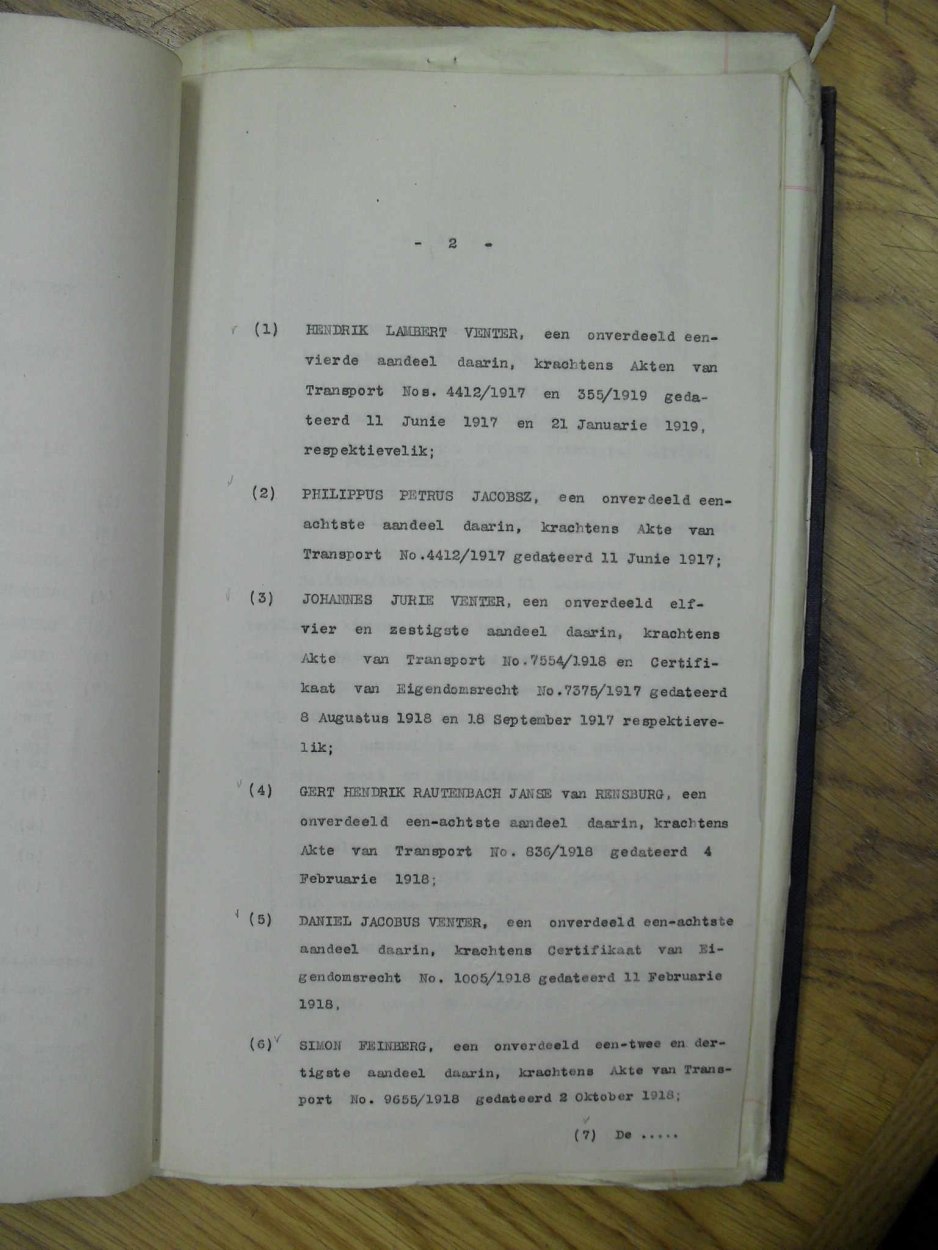 - 2 -
(1) HENDRIK LAMBERT VENTER, een onverdeeld een-
vierde aandeel daarin, krachtens Akten van
Transport Nos. 4412/1917 en 355/1919 geda-
teerd 11 Junie 1917 en 21 Januarie 1919,
respektievelik;
(2) PHILIPPUS PETRUS JACOBSZ, een onverdeeld een-
achtste aandeel daarin, krachtens Akte van
Transport No.4412/1917 gedateerd 11 Junie 1917;
(3) JOHANNES JURIE VENTER, een onverdeeld elf-
vier en zestigste aandeel daarin, krachtens
Akte van Transport No.7554/1918 en Certifi-
kaat van Eigendomsrecht No.7375/1917 gedateerd
8 Augustus 1918 en 18 September 1917 respektieve-
lik;
(4) GERT HENDRIK RAUTENBACH JANSE van RENSBURG, een
onverdeeld een-achtste aandeel daarin, krachtens
Akte van Transport No. 836/1918 gedateerd 4
Februarie 1918;
(5) DANIEL JACOBUS VENTER, een onverdeeld een-achtste
aandeel daarin, krachtens Certifikaat van Ei-
gendomsrecht No. 1005/1918 gedateerd 11 Februarie
1918,
(6) SIMON FEINBERG, een onverdeeld een-twee en der-
tigste aandeel daarin, krachtens Akte van Trans-
port No. 9655/1918 gedateerd 2 Oktober 1918;
(7) De .....